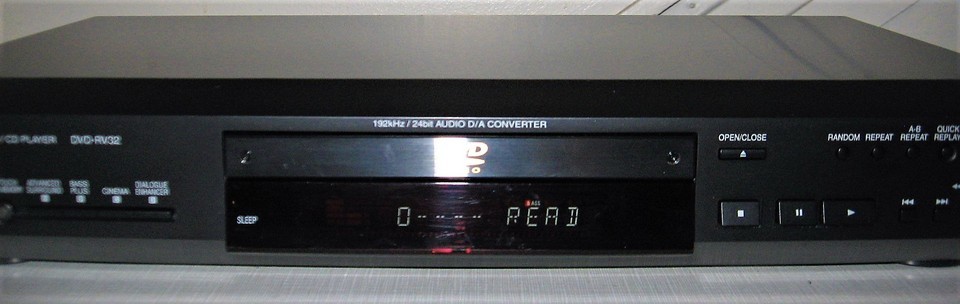 192kHz / 24bit AUDIO D/A CONVERTER
/ CD PLAYER DVD-RV32
OPEN/CLOSE
RANDOM REPEAT A-B REPEAT QUICK REPLAY
ADVANCED SURROUND BASS PLUS CINEMA DIALOGUE ENHANCER
SLEEP
0----- READ